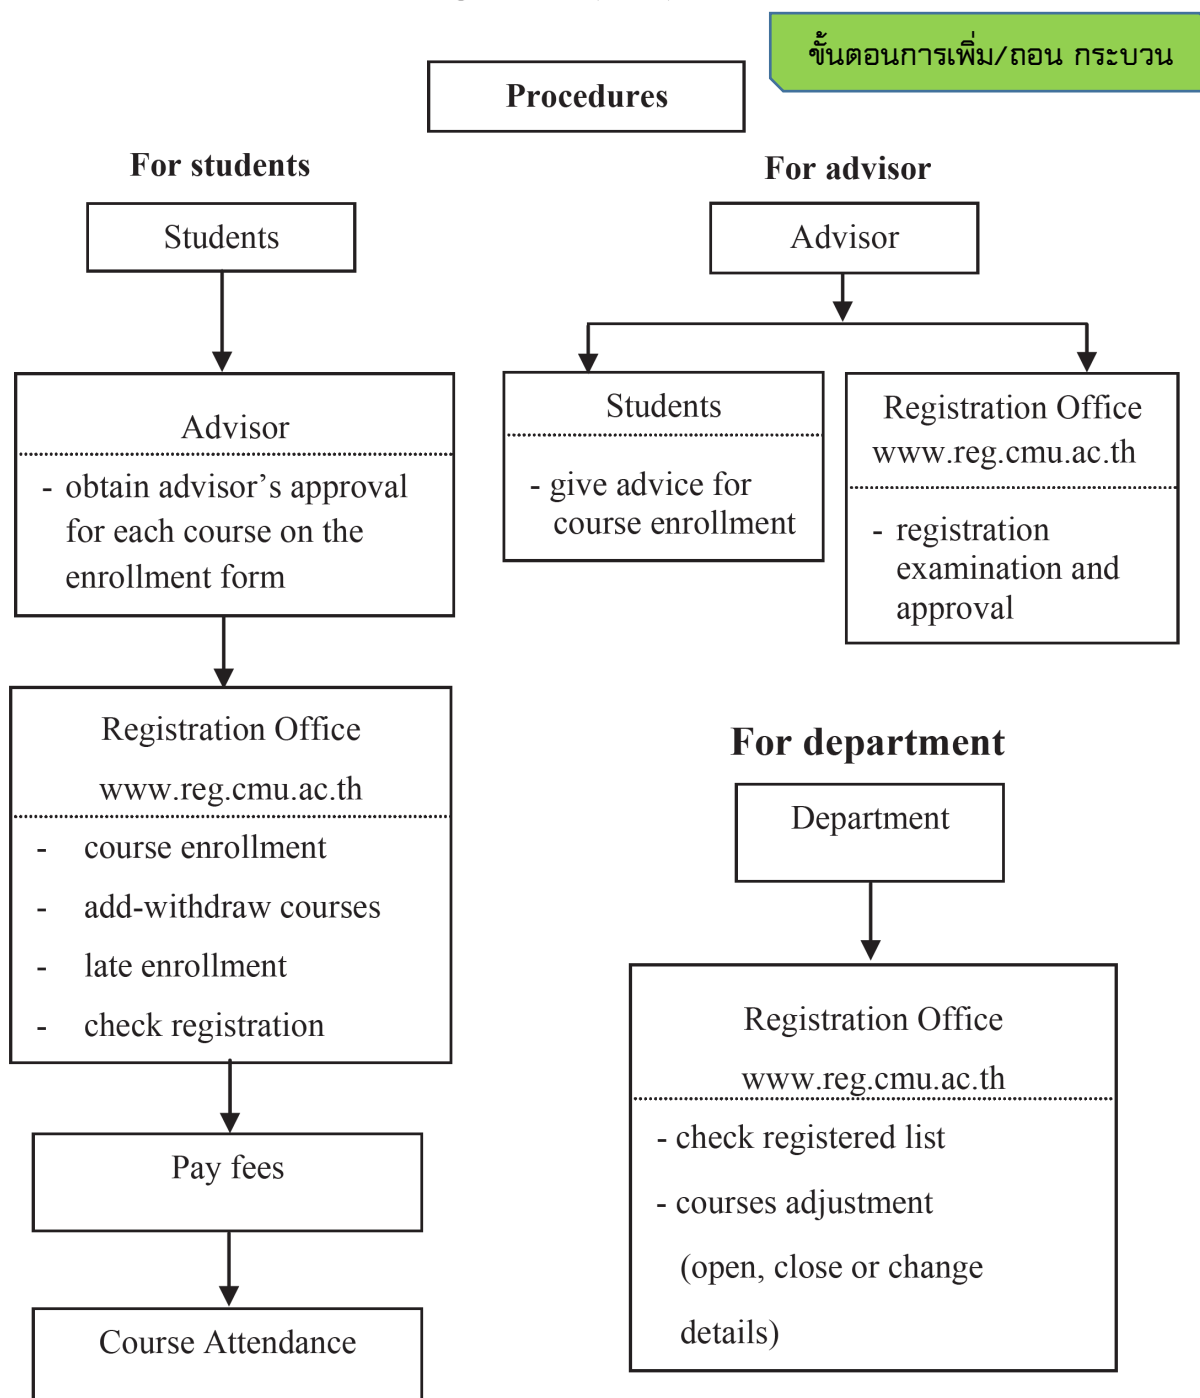 ขั้นตอนการเพิ่ม/ถอน กระบวน
Procedures
For students
Students
Advisor
- obtain advisor's approval
for each course on the
enrollment form
Registration Office
www.reg.cmu.ac.th
- course enrollment
- add-withdraw courses
- late enrollment
- check registration
Pay fees
Course Attendance
For advisor
Advisor
Students
- give advice for
course enrollment
Registration Office
www.reg.cmu.ac.th
- registration
examination and
approval
For department
Department
Registration Office
www.reg.cmu.ac.th
- check registered list
- courses adjustment
(open, close or change
details)